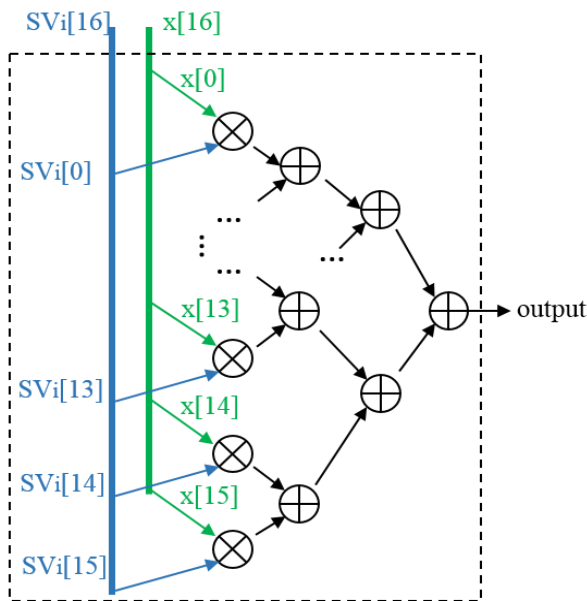 SVi[16] x[16]
x[0]
SVi[0]
...
...
...
...
x[13]
output
SVi[13]
x[14]
SVi[14]
x[15]
SVi[15]